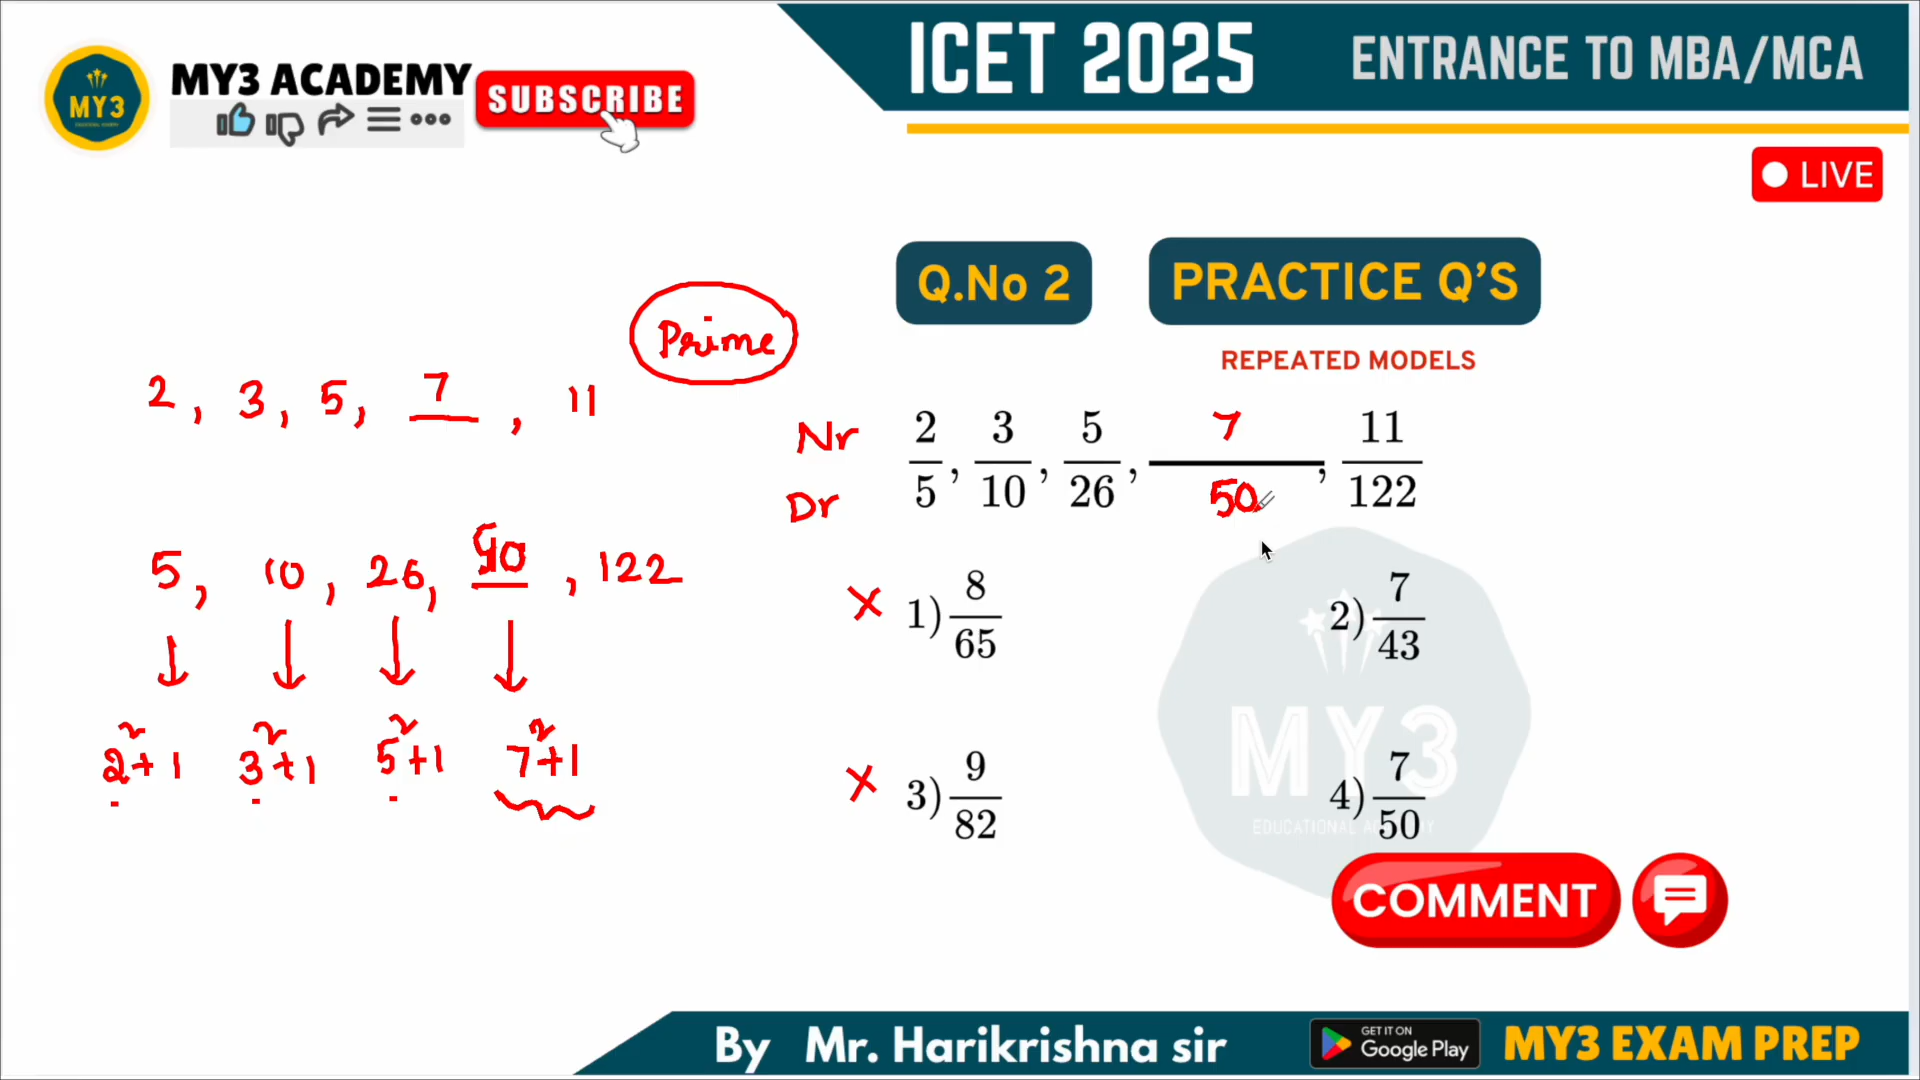 MY3 ACADEMY
SUBSCRIBE
MY3
ICET 2025
ENTRANCE TO MBA/MCA
LIVE
Q.No 2
PRACTICE Q'S
REPEATED MODELS
Prime
2, 3, 5, 7, 11
Nr 2/5, 3/10, 5/26, 7/50, 11/122
Dr
5, 10, 26, 50, 122
2²+1 3²+1 5²+1 7²+1
× 1) 8/65
2) 7/43
× 3) 9/82
4) 7/50
MY3
EDUCATIONAL ACADEMY
COMMENT
By Mr. Harikrishna sir
GET IT ON
Google Play
MY3 EXAM PREP